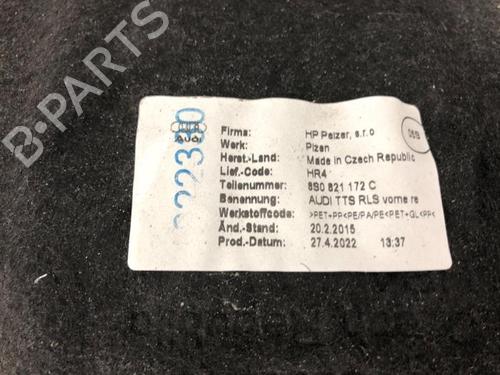 B-PARTS
Audi
Firma: HP Pelzer, s.r.o
Werk: Plzen
Herst.-Land: Made in Czech Republic
Lief.-Code: HR4
Teilenummer: 8S0 821 172 C
Benennung: AUDI TTS RLS vorne re
Werkstoffcode: >PET+PP<PE/PA/PE<PET+GL<PP<
Änd.-Stand: 20.2.2015
Prod.-Datum: 27.4.2022 13:37